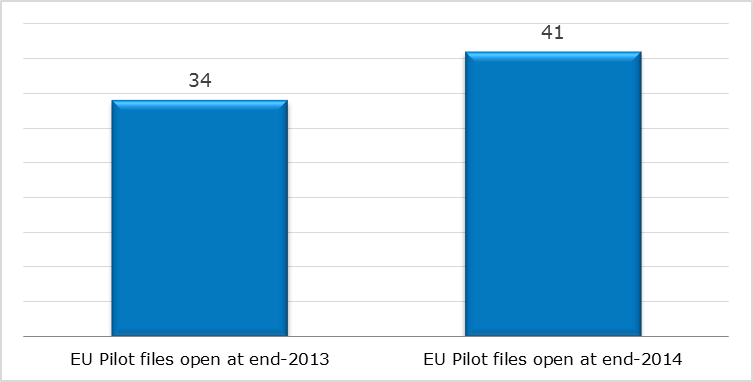 41
34
EU Pilot files open at end-2013
EU Pilot files open at end-2014